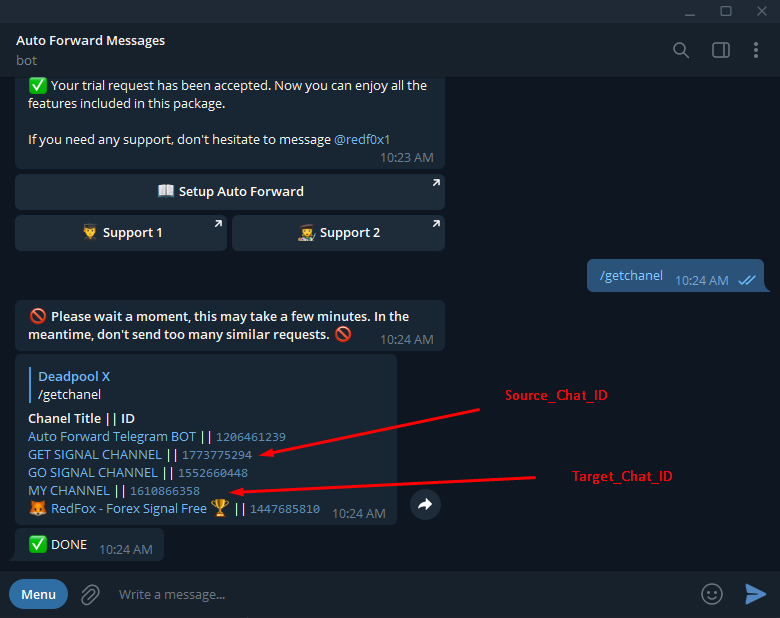 Auto Forward Messages
bot
✅ Your trial request has been accepted. Now you can enjoy all the
features included in this package.
If you need any support, don't hesitate to message @redf0x1
10:23 AM
📖 Setup Auto Forward
👨‍🎓 Support 1
👩‍🎨 Support 2
/getchanel 10:24 AM
🚫 Please wait a moment, this may take a few minutes. In the
meantime, don't send too many similar requests. 🚫 10:24 AM
Deadpool X
/getchanel
Chanel Title || ID
Auto Forward Telegram BOT || 1206461239
GET SIGNAL CHANNEL || 1773775294
GO SIGNAL CHANNEL || 1552660448
MY CHANNEL || 1610866358
🦊 RedFox - Forex Signal Free 🏆 || 1447685810 10:24 AM
Source_Chat_ID
Target_Chat_ID
✅ DONE 10:24 AM
Menu
Write a message...